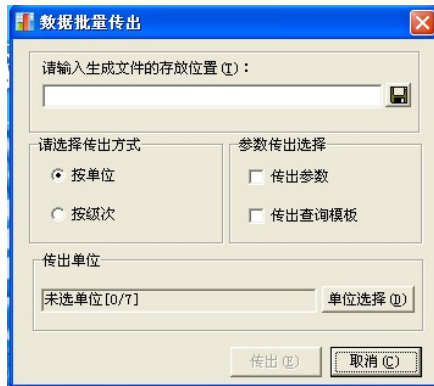 数据批量传出
请输入生成文件的存放位置(T)：
请选择传出方式
参数传出选择
按单位
传出参数
按级次
传出查询模板
传出单位
未选单位[0/7]
单位选择(D)
传出(E)
取消(C)